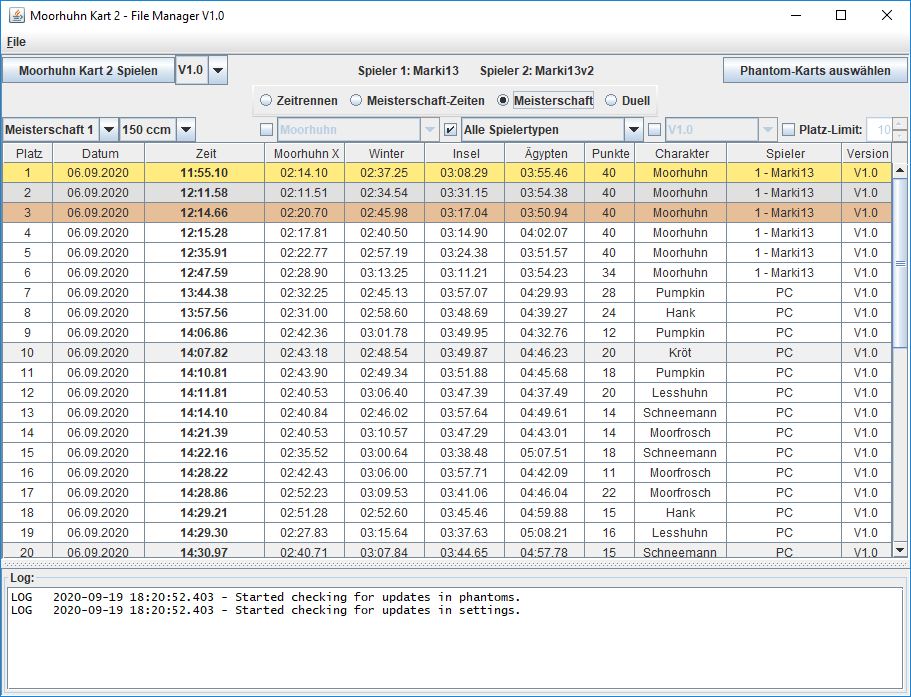 Moorhuhn Kart 2 - File Manager V1.0
File
Moorhuhn Kart 2 Spielen V1.0 Spieler 1: Marki13 Spieler 2: Marki13v2 Phantom-Karts auswählen
Zeitrennen Meisterschaft-Zeiten Meisterschaft Duell
Meisterschaft 1 150 ccm Moorhuhn Alle Spielertypen V1.0 Platz-Limit: 10
Platz Datum Zeit Moorhuhn X Winter Insel Ägypten Punkte Charakter Spieler Version
1 06.09.2020 11:55.10 02:14.10 02:37.25 03:08.29 03:55.46 40 Moorhuhn 1 - Marki13 V1.0
2 06.09.2020 12:11.58 02:11.51 02:34.54 03:31.15 03:54.38 40 Moorhuhn 1 - Marki13 V1.0
3 06.09.2020 12:14.66 02:20.70 02:45.98 03:17.04 03:50.94 40 Moorhuhn 1 - Marki13 V1.0
4 06.09.2020 12:15.28 02:17.81 02:40.50 03:14.90 04:02.07 40 Moorhuhn 1 - Marki13 V1.0
5 06.09.2020 12:35.91 02:22.77 02:57.19 03:24.38 03:51.57 40 Moorhuhn 1 - Marki13 V1.0
6 06.09.2020 12:47.59 02:28.90 03:13.25 03:11.21 03:54.23 34 Moorhuhn 1 - Marki13 V1.0
7 06.09.2020 13:44.38 02:32.25 02:45.13 03:57.07 04:29.93 28 Pumpkin PC V1.0
8 06.09.2020 13:57.56 02:31.00 02:58.60 03:48.69 04:39.27 24 Hank PC V1.0
9 06.09.2020 14:06.86 02:42.36 03:01.78 03:49.95 04:32.76 12 Pumpkin PC V1.0
10 06.09.2020 14:07.82 02:43.18 02:48.54 03:49.87 04:46.23 20 Kröt PC V1.0
11 06.09.2020 14:10.81 02:43.90 02:49.34 03:51.88 04:45.68 18 Pumpkin PC V1.0
12 06.09.2020 14:11.81 02:40.53 03:06.40 03:37.49 04:47.39 20 Lesshuhn PC V1.0
13 06.09.2020 14:14.10 02:40.84 02:46.02 03:57.64 04:49.61 14 Schneemann PC V1.0
14 06.09.2020 14:21.39 02:40.53 03:10.57 03:47.29 04:43.01 14 Moorfrosch PC V1.0
15 06.09.2020 14:22.16 02:35.52 03:00.64 03:38.48 05:07.51 18 Schneemann PC V1.0
16 06.09.2020 14:28.22 02:42.43 03:06.00 03:57.71 04:42.09 11 Moorfrosch PC V1.0
17 06.09.2020 14:28.86 02:52.23 03:09.53 03:41.06 04:46.04 22 Moorfrosch PC V1.0
18 06.09.2020 14:29.21 02:51.28 02:52.60 03:45.46 04:59.88 15 Hank PC V1.0
19 06.09.2020 14:29.30 02:27.83 03:15.64 03:37.63 05:08.21 16 Lesshuhn PC V1.0
20 06.09.2020 14:30.97 02:40.71 03:07.84 03:44.65 04:57.78 15 Schneemann PC V1.0
Log:
LOG 2020-09-19 18:20:52.403 - Started checking for updates in phantoms.
LOG 2020-09-19 18:20:52.403 - Started checking for updates in settings.